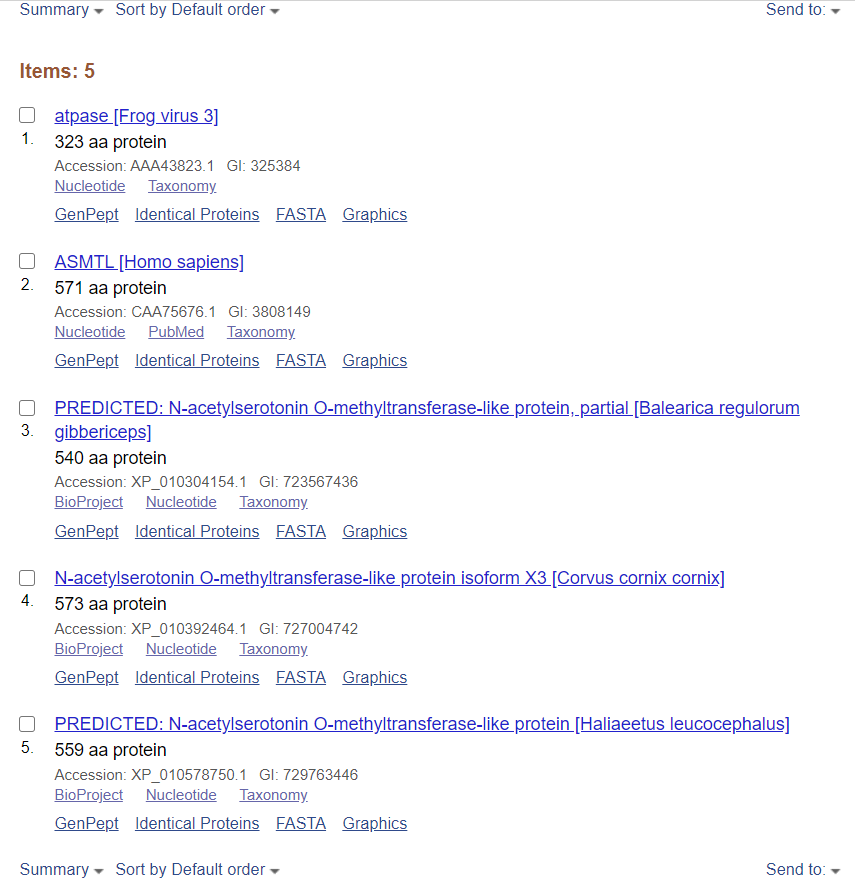 Summary Sort by Default order Send to:
Items: 5
atpase [Frog virus 3]
1. 323 aa protein
Accession: AAA43823.1 GI: 325384
Nucleotide Taxonomy
GenPept Identical Proteins FASTA Graphics
ASMTL [Homo sapiens]
2. 571 aa protein
Accession: CAA75676.1 GI: 3808149
Nucleotide PubMed Taxonomy
GenPept Identical Proteins FASTA Graphics
PREDICTED: N-acetylserotonin O-methyltransferase-like protein, partial [Balearica regulorum
3. gibbericeps]
540 aa protein
Accession: XP_010304154.1 GI: 723567436
BioProject Nucleotide Taxonomy
GenPept Identical Proteins FASTA Graphics
N-acetylserotonin O-methyltransferase-like protein isoform X3 [Corvus cornix cornix]
4. 573 aa protein
Accession: XP_010392464.1 GI: 727004742
BioProject Nucleotide Taxonomy
GenPept Identical Proteins FASTA Graphics
PREDICTED: N-acetylserotonin O-methyltransferase-like protein [Haliaeetus leucocephalus]
5. 559 aa protein
Accession: XP_010578750.1 GI: 729763446
BioProject Nucleotide Taxonomy
GenPept Identical Proteins FASTA Graphics
Summary Sort by Default order Send to: